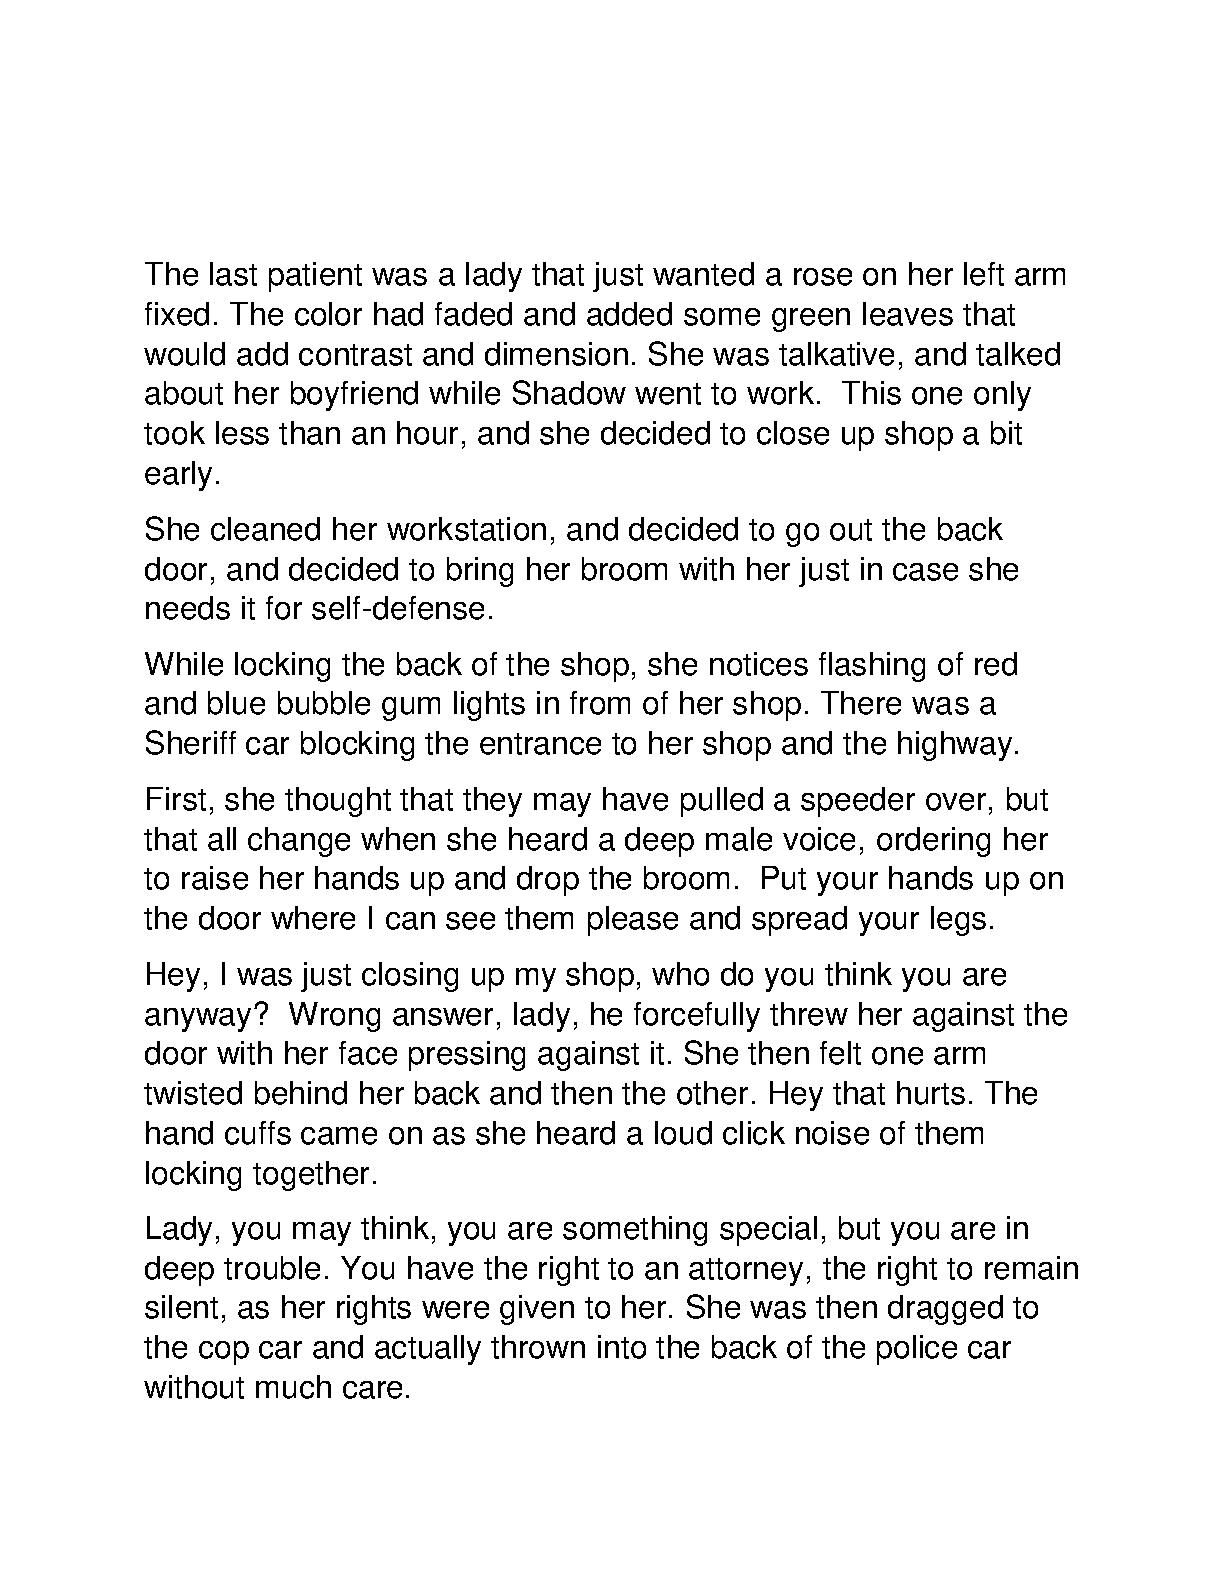 The last patient was a lady that just wanted a rose on her left arm
fixed. The color had faded and added some green leaves that
would add contrast and dimension. She was talkative, and talked
about her boyfriend while Shadow went to work.  This one only
took less than an hour, and she decided to close up shop a bit
early.
She cleaned her workstation, and decided to go out the back
door, and decided to bring her broom with her just in case she
needs it for self-defense.
While locking the back of the shop, she notices flashing of red
and blue bubble gum lights in from of her shop. There was a
Sheriff car blocking the entrance to her shop and the highway.
First, she thought that they may have pulled a speeder over, but
that all change when she heard a deep male voice, ordering her
to raise her hands up and drop the broom.  Put your hands up on
the door where I can see them please and spread your legs.
Hey, I was just closing up my shop, who do you think you are
anyway?  Wrong answer, lady, he forcefully threw her against the
door with her face pressing against it. She then felt one arm
twisted behind her back and then the other. Hey that hurts. The
hand cuffs came on as she heard a loud click noise of them
locking together.
Lady, you may think, you are something special, but you are in
deep trouble. You have the right to an attorney, the right to remain
silent, as her rights were given to her. She was then dragged to
the cop car and actually thrown into the back of the police car
without much care.